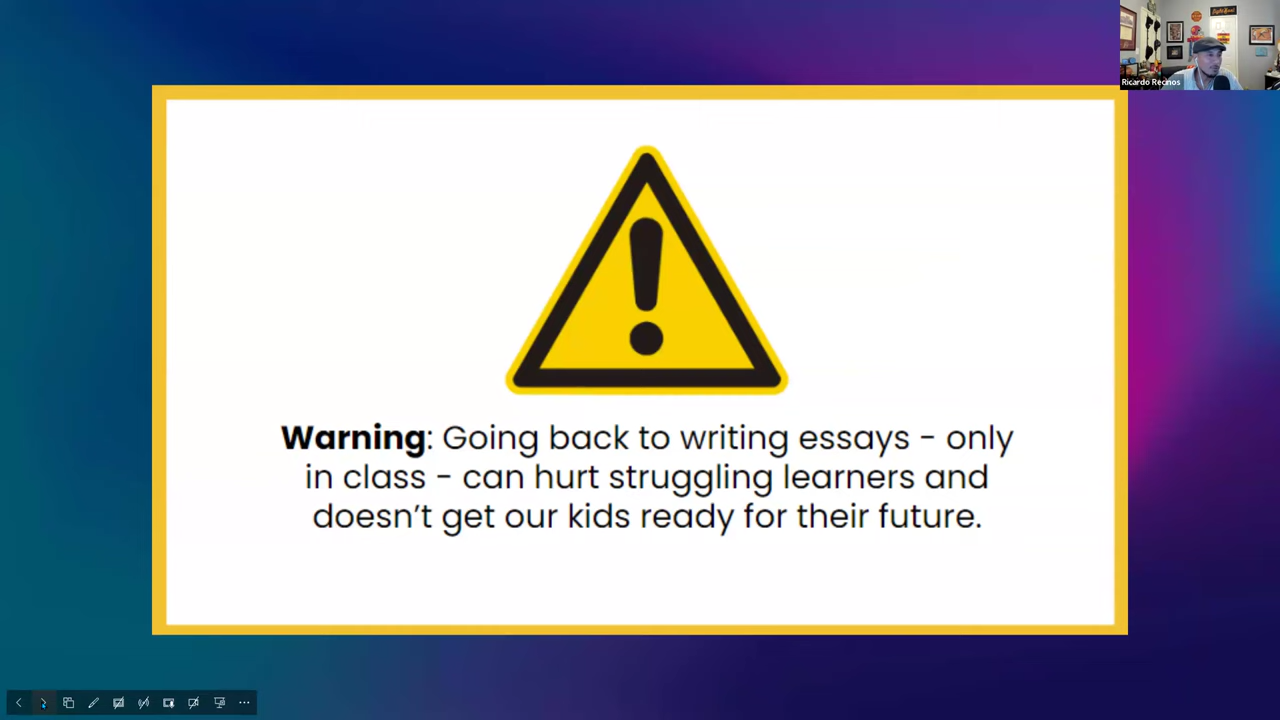 Ricardo Recinos
Warning: Going back to writing essays - only
in class - can hurt struggling learners and
doesn't get our kids ready for their future.